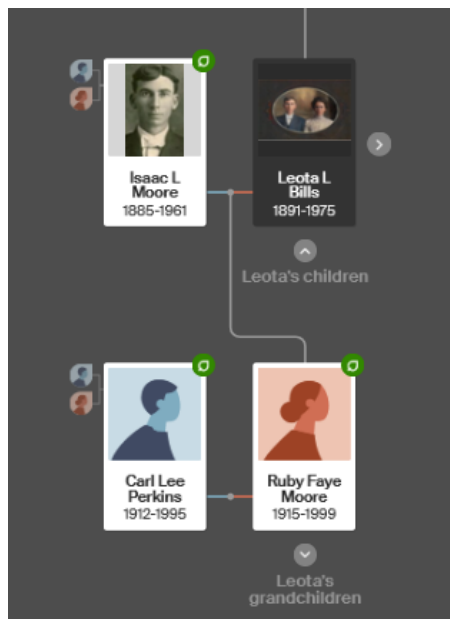 Isaac L
Moore
1885-1961
Leota L
Bills
1891-1975
Leota's children
Carl Lee
Perkins
1912-1995
Ruby Faye
Moore
1915-1999
Leota's
grandchildren